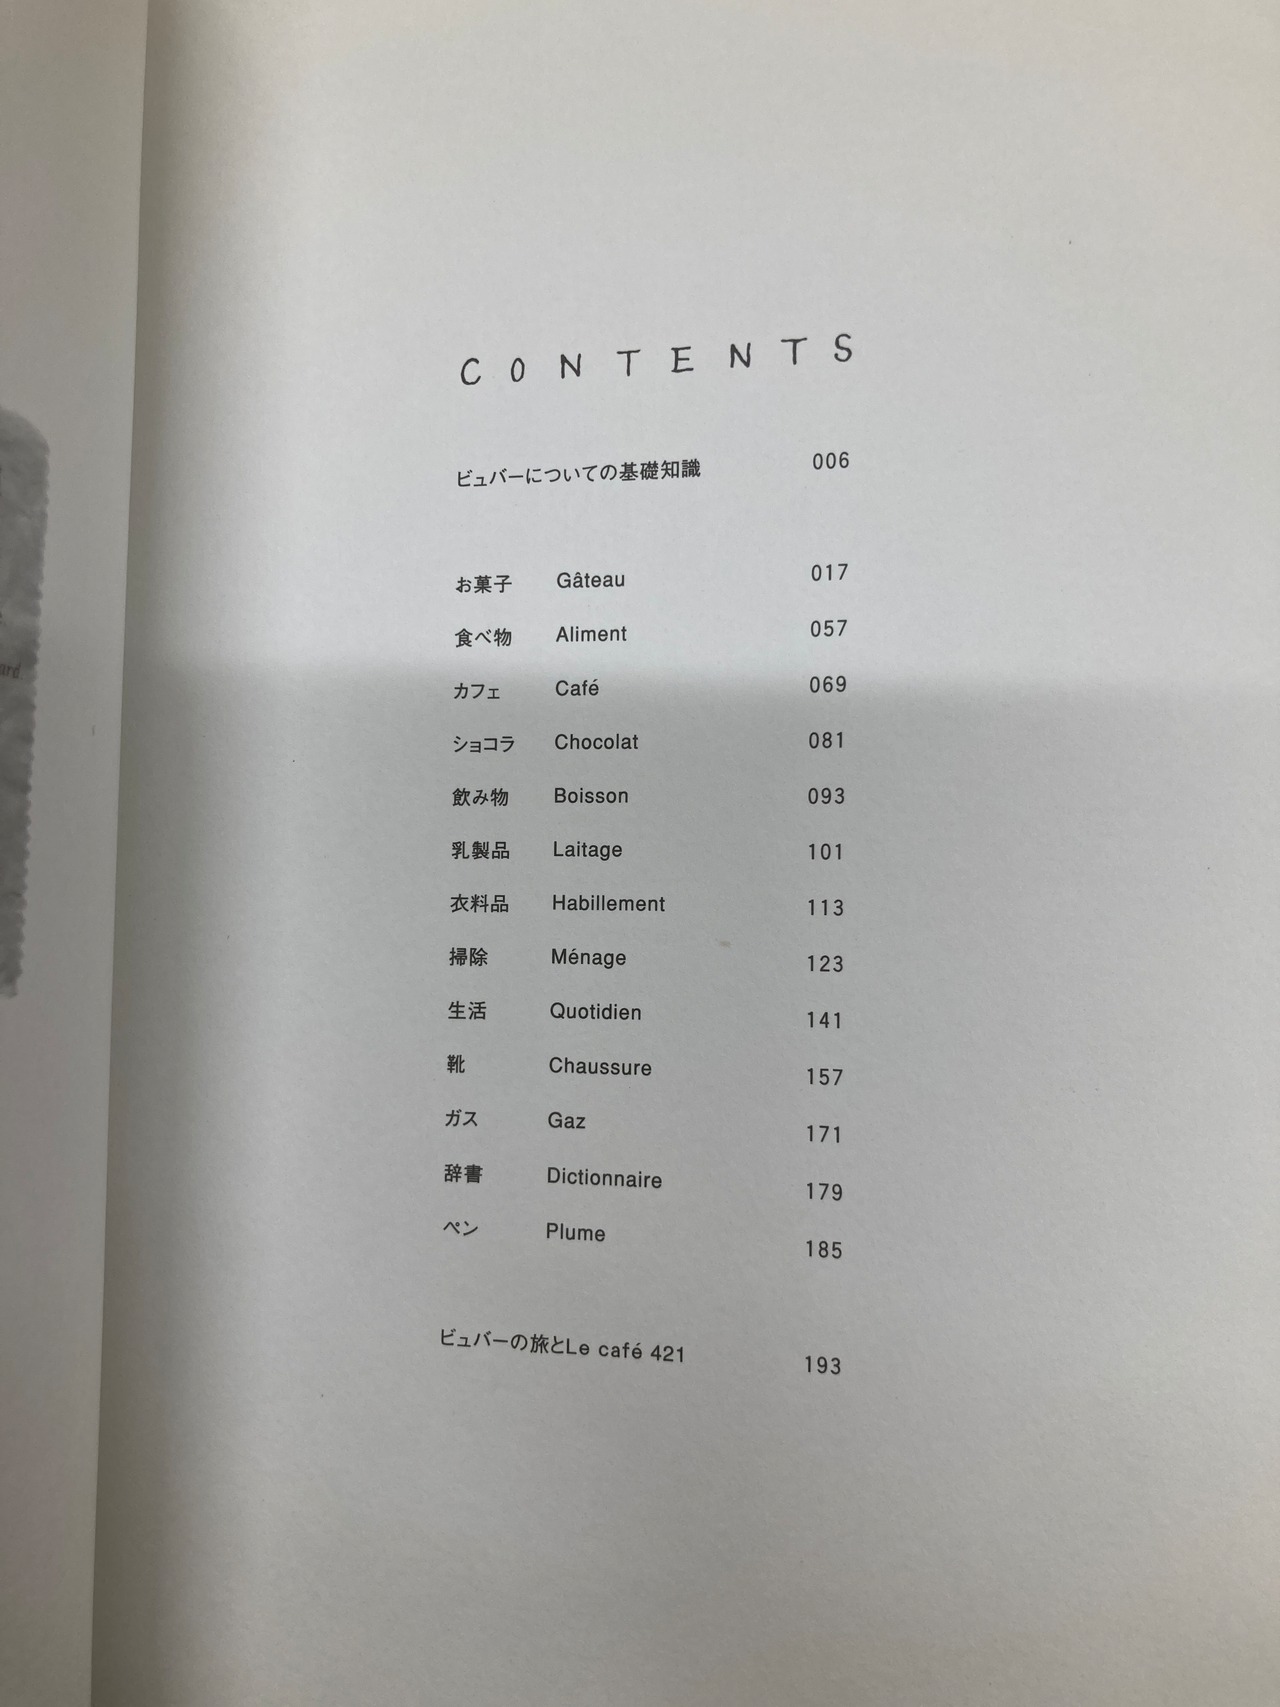 CONTENTS
ビュバーについての基礎知識 006
お菓子 Gâteau 017
食べ物 Aliment 057
カフェ Café 069
ショコラ Chocolat 081
飲み物 Boisson 093
乳製品 Laitage 101
衣料品 Habillement 113
掃除 Ménage 123
生活 Quotidien 141
靴 Chaussure 157
ガス Gaz 171
辞書 Dictionnaire 179
ペン Plume 185
ビュバーの旅とLe café 421 193